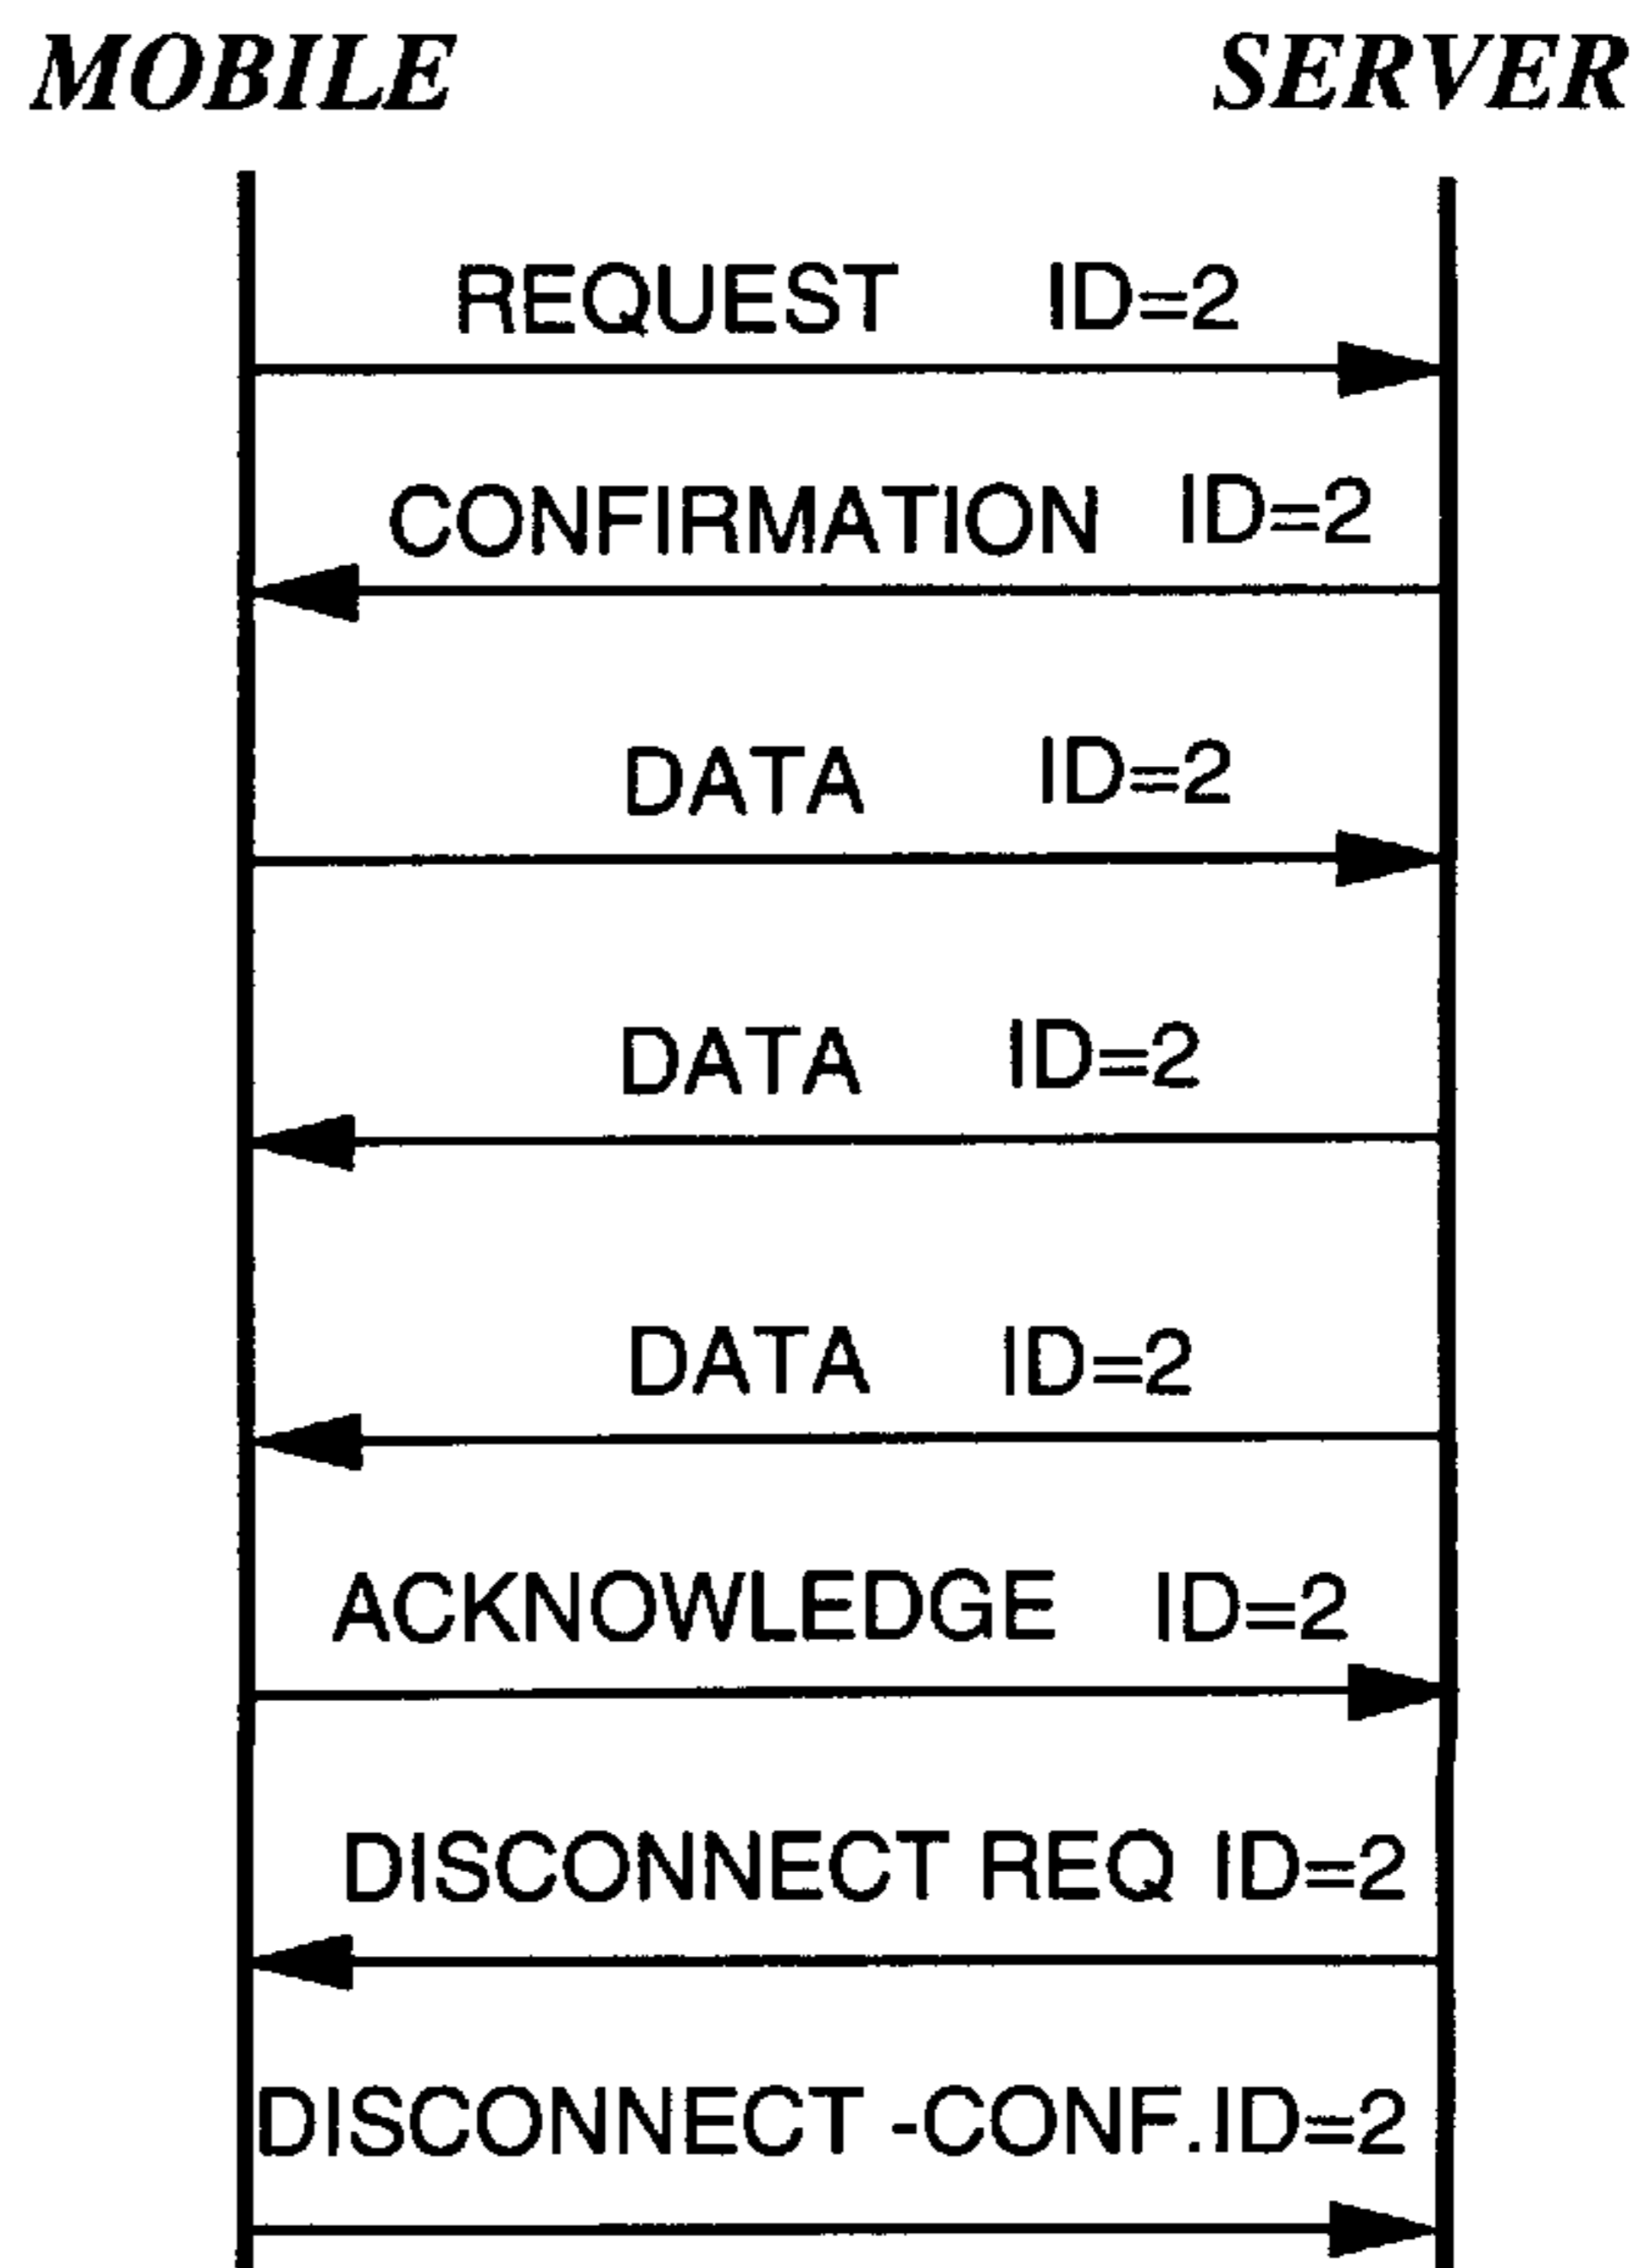 MOBILE SERVER
REQUEST ID=2
CONFIRMATION ID=2
DATA ID=2
DATA ID=2
DATA ID=2
ACKNOWLEDGE ID=2
DISCONNECT REQ ID=2
DISCONNECT -CONF.ID=2